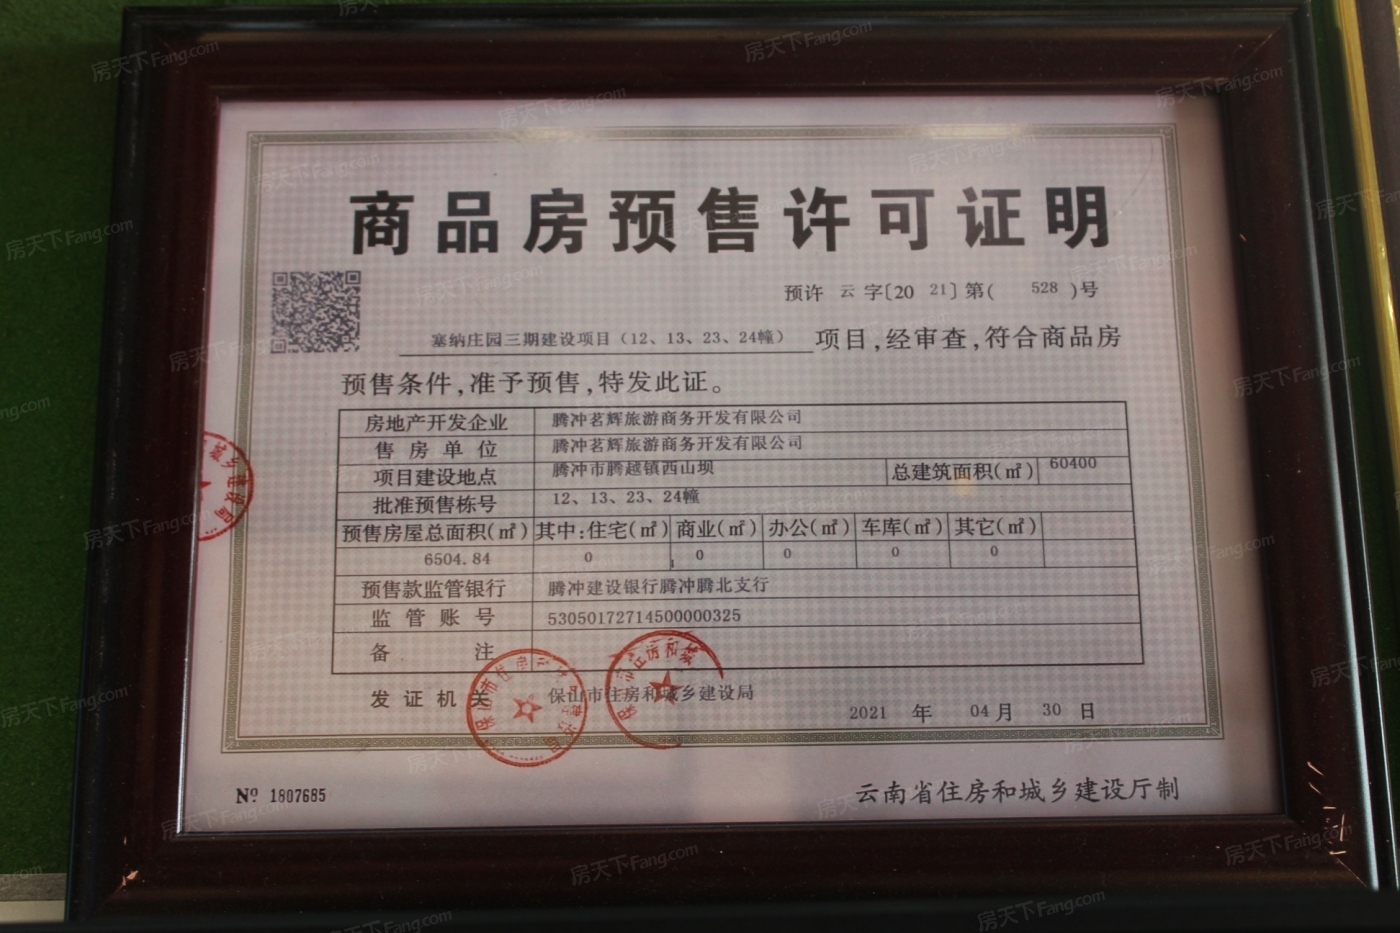 商品房预售许可证明
预许 云 字〔20 21〕第( 528 )号
塞纳庄园三期建设项目（12、13、23、24幢） 项目,经审查,符合商品房
预售条件,准予预售,特发此证。
房地产开发企业 腾冲茗辉旅游商务开发有限公司
售房单位 腾冲茗辉旅游商务开发有限公司
项目建设地点 腾冲市腾越镇西山坝 总建筑面积(㎡) 60400
批准预售栋号 12、13、23、24幢
预售房屋总面积(㎡) 其中:住宅(㎡) 商业(㎡) 办公(㎡) 车库(㎡) 其它(㎡)
6504.84 0 0 0 0 0
预售款监管银行 腾冲建设银行腾冲腾北支行
监管账号 53050172714500000325
备注
发证机关 保山市住房和城乡建设局
2021 年 04 月 30 日
Nº 1807685
云南省住房和城乡建设厅制
房天下Fang.com